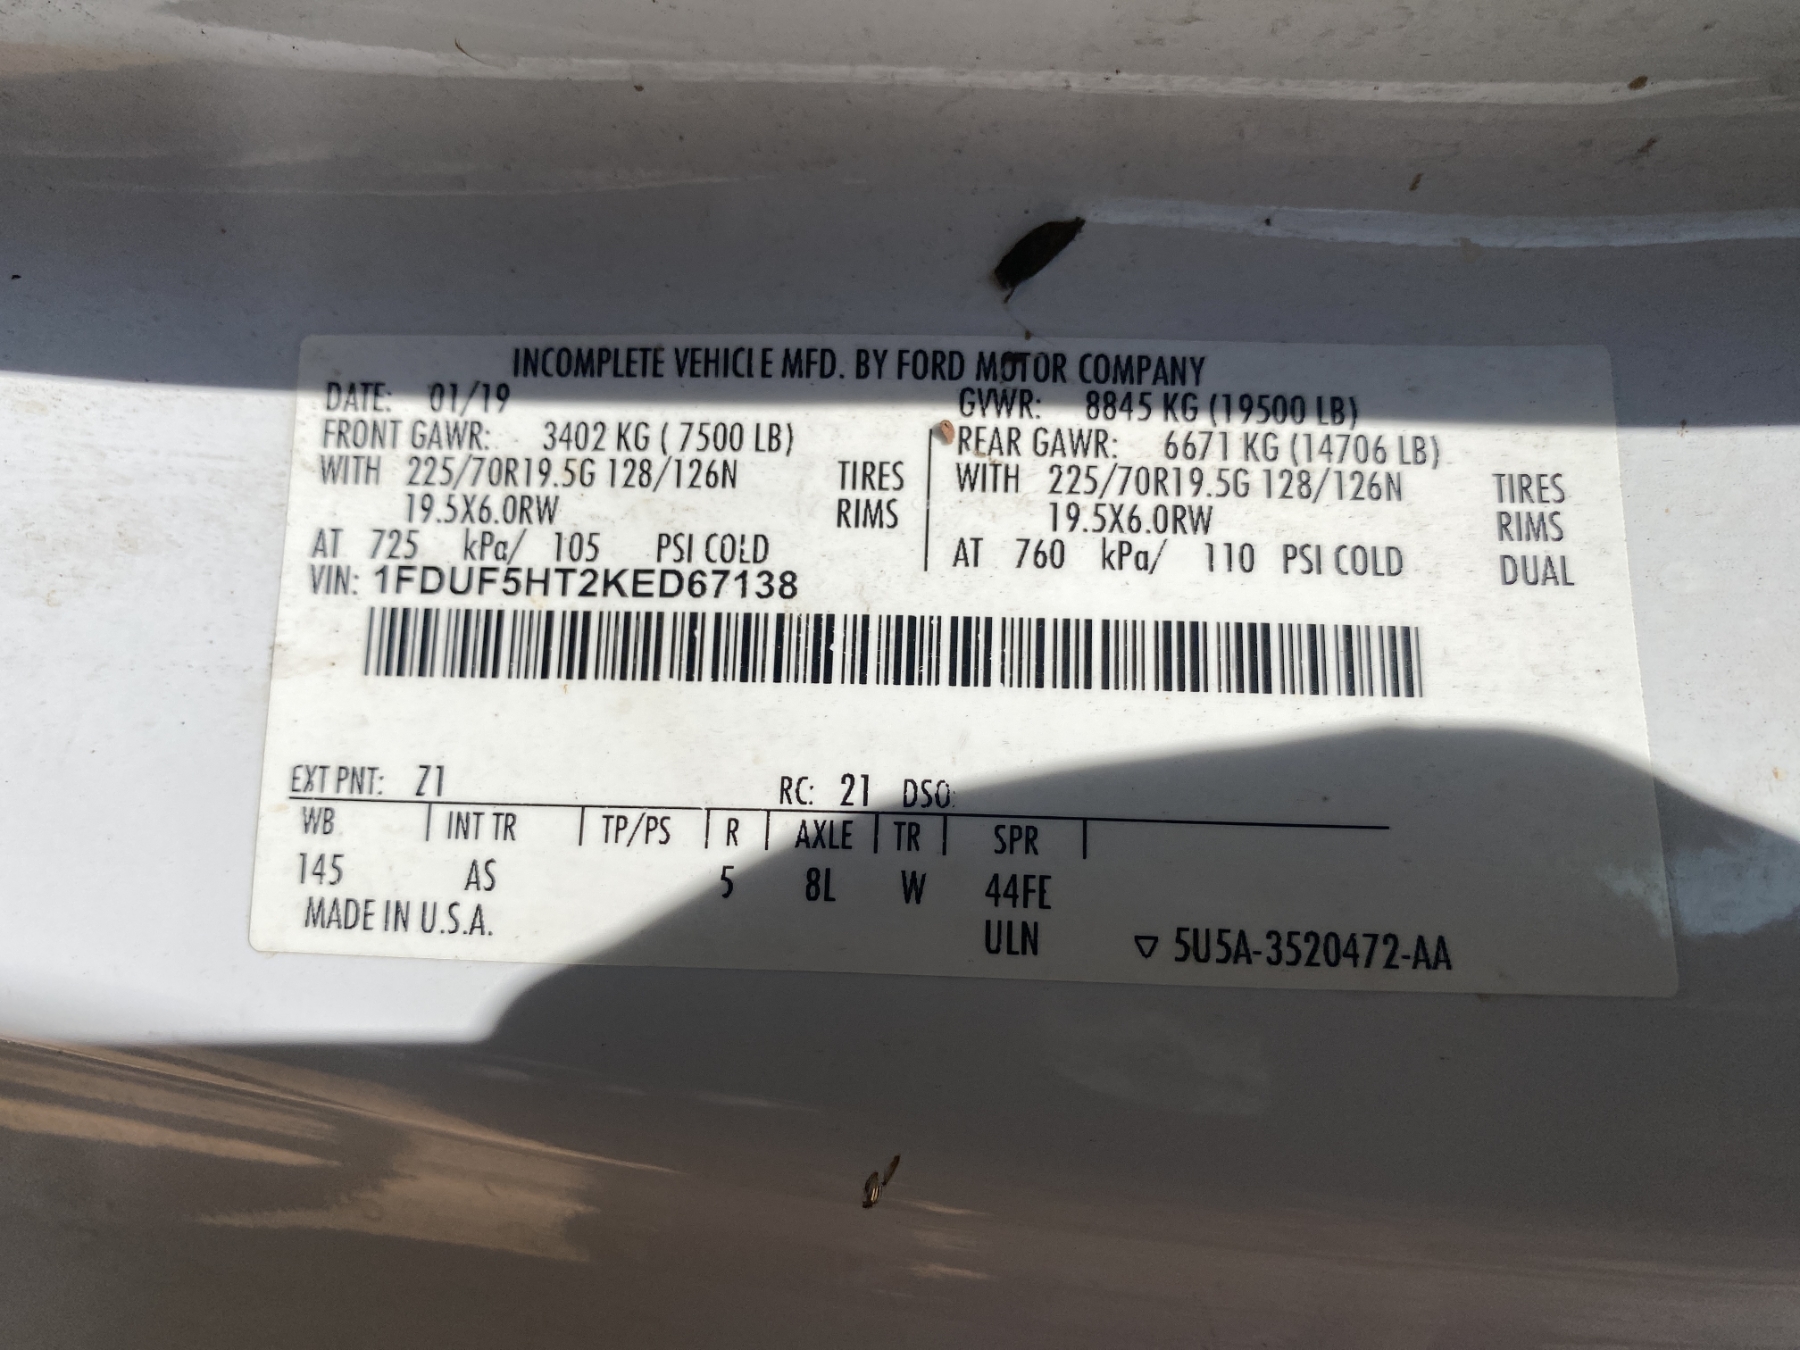 INCOMPLETE VEHICLE MFD. BY FORD MOTOR COMPANY
DATE: 01/19 GVWR: 8845 KG (19500 LB)
FRONT GAWR: 3402 KG ( 7500 LB) REAR GAWR: 6671 KG (14706 LB)
WITH 225/70R19.5G 128/126N TIRES WITH 225/70R19.5G 128/126N TIRES
19.5X6.0RW RIMS 19.5X6.0RW RIMS
AT 725 kPa/ 105 PSI COLD AT 760 kPa/ 110 PSI COLD DUAL
VIN: 1FDUF5HT2KED67138
EXT PNT: Z1 RC: 21 DSO:
WB INT TR TP/PS R AXLE TR SPR
145 AS 5 8L W 44FE
MADE IN U.S.A. ULN ▽ 5U5A-3520472-AA